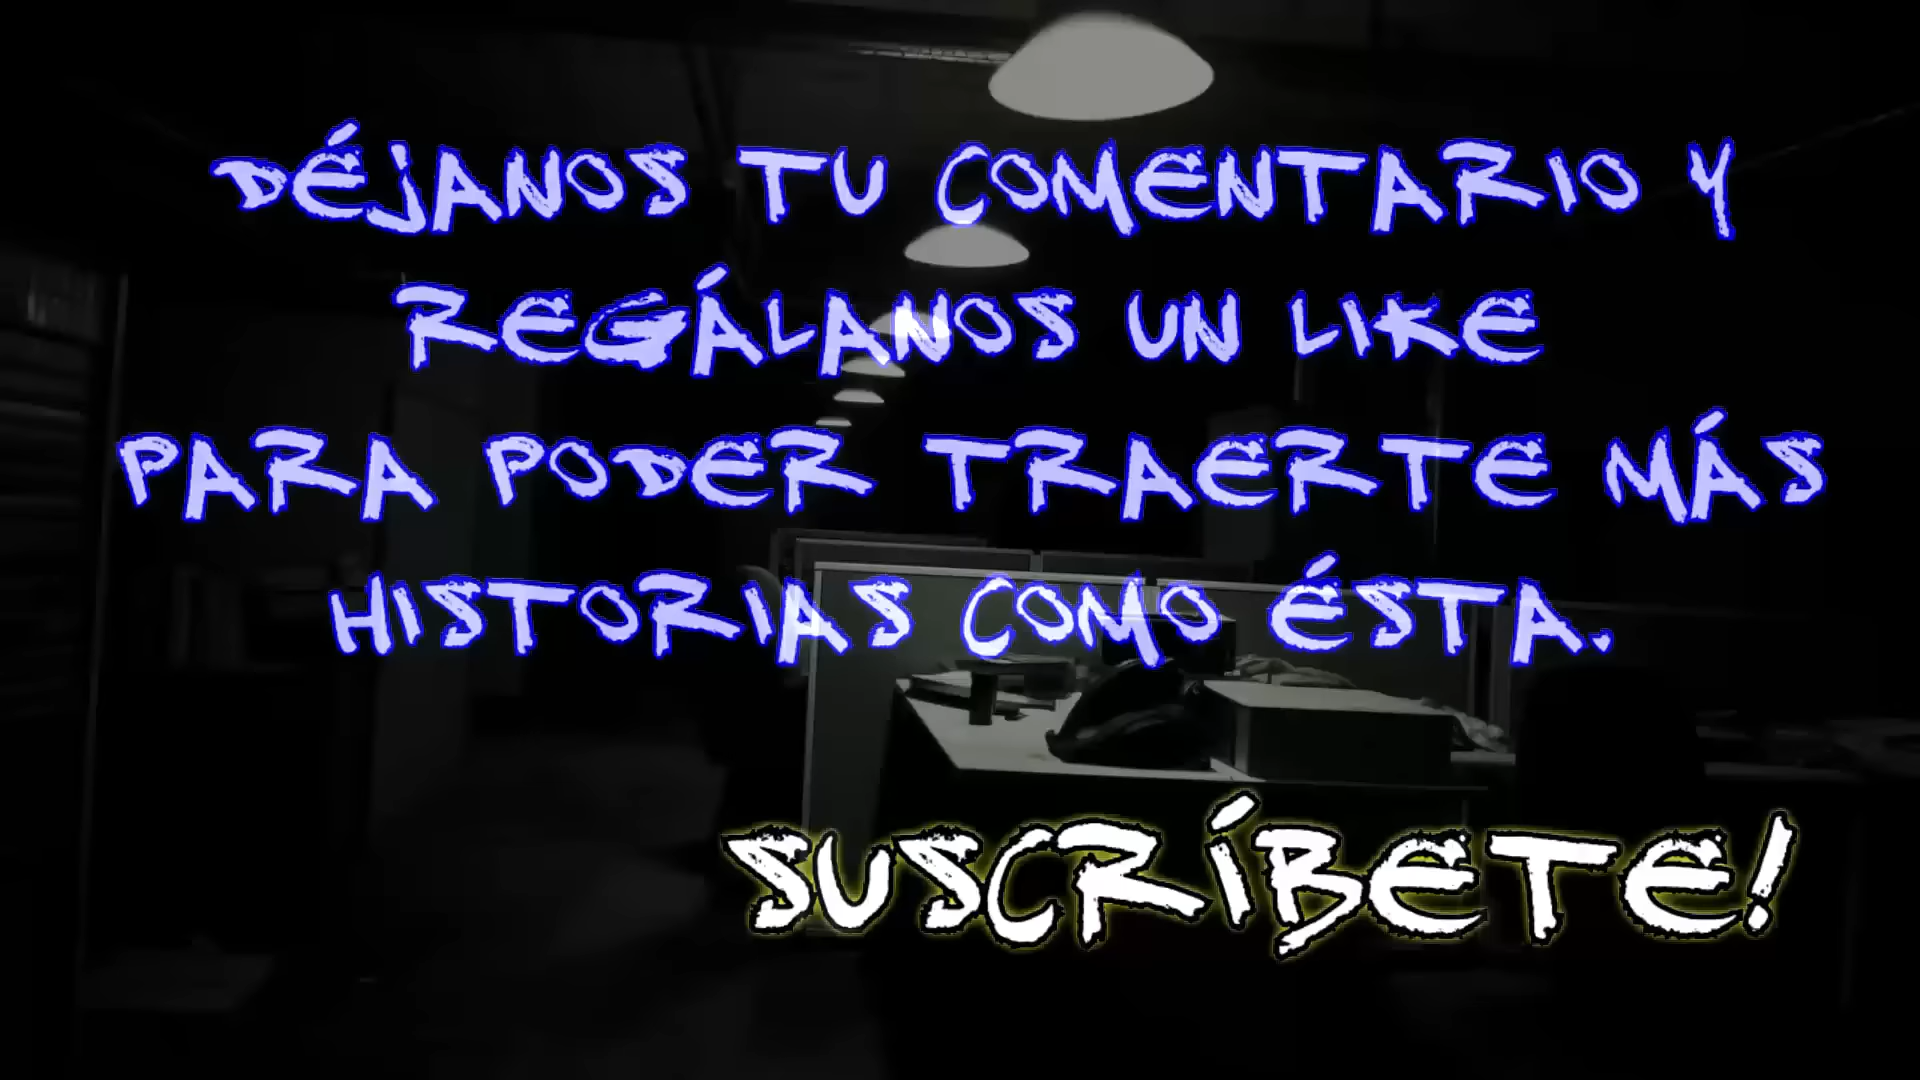 DÉJANOS TU COMENTARIO Y
REGÁLANOS UN LIKE
PARA PODER TRAERTE MÁS
HISTORIAS COMO ÉSTA.
SUSCRÍBETE!